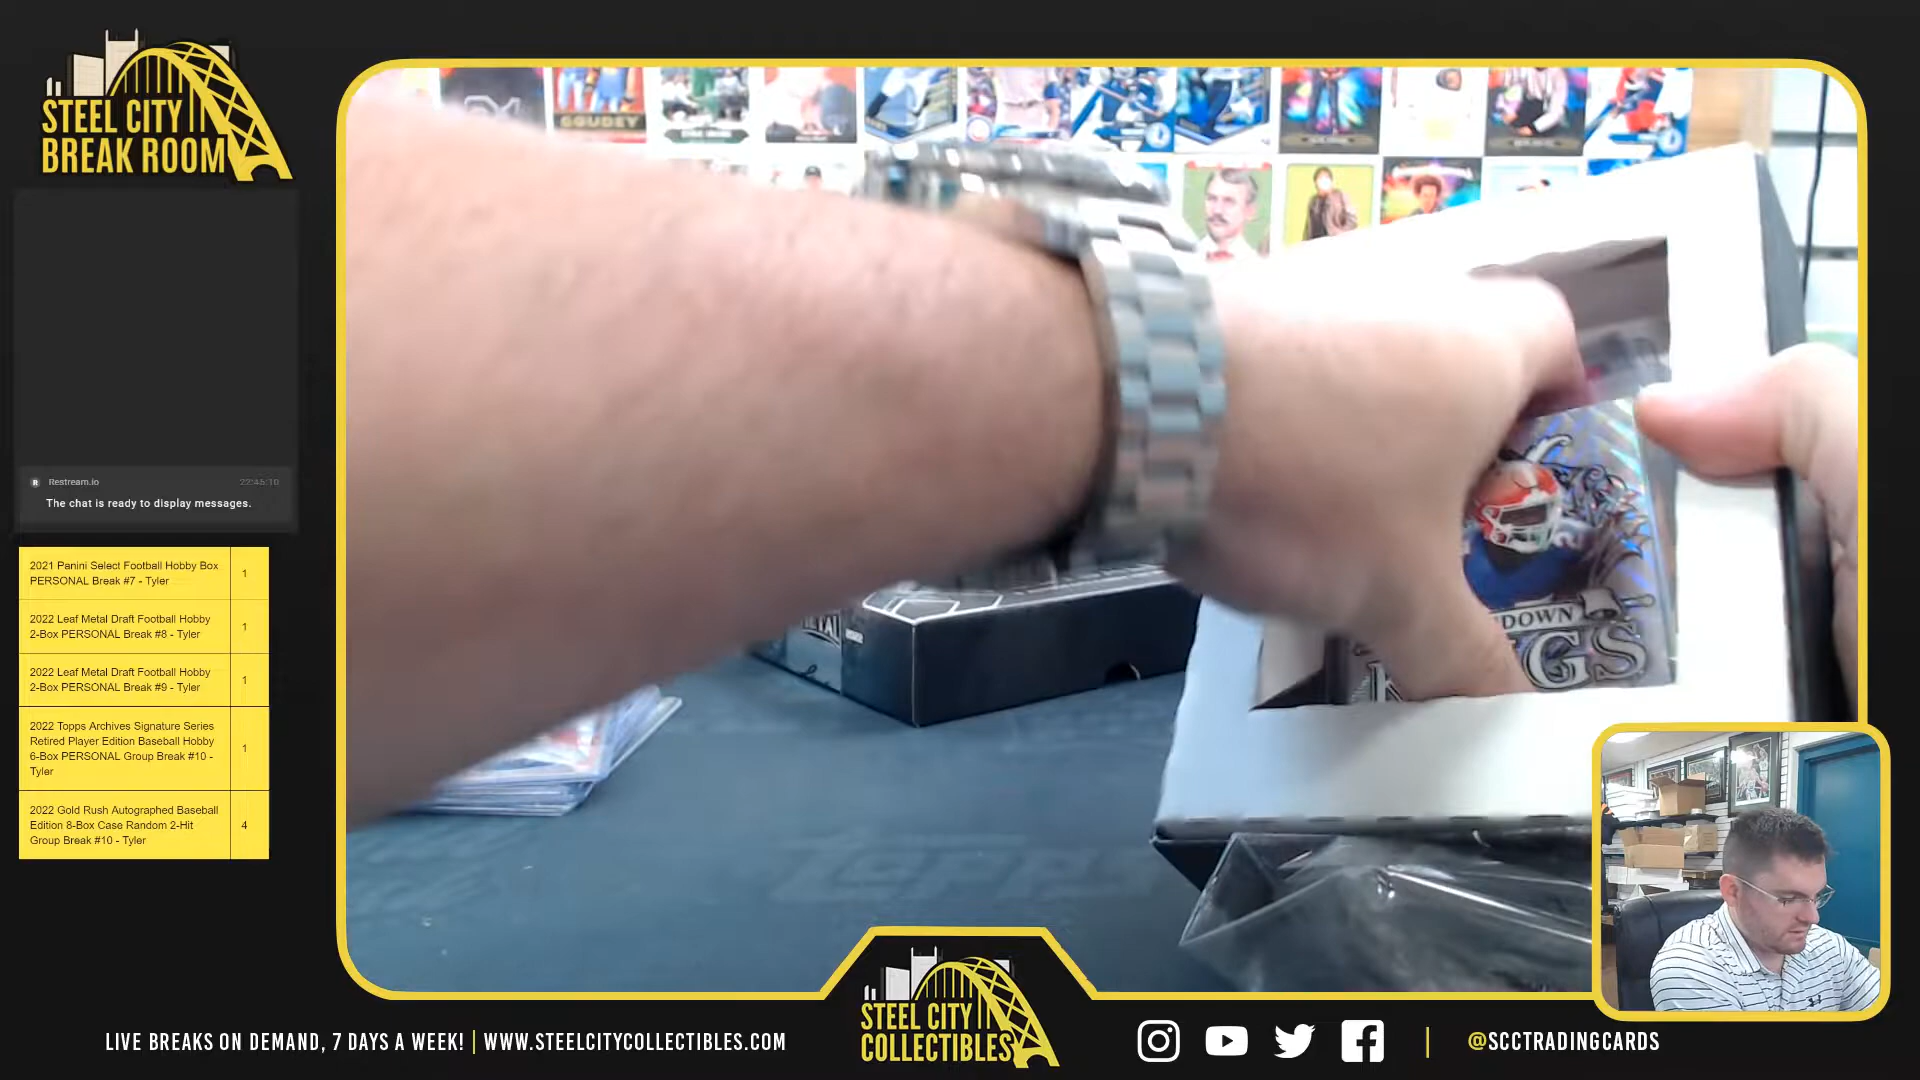 STEEL CITY
BREAK ROOM
GOUDEY
Restream.io
22:45:10
The chat is ready to display messages.
2021 Panini Select Football Hobby Box
PERSONAL Break #7 - Tyler
1
2022 Leaf Metal Draft Football Hobby
2-Box PERSONAL Break #8 - Tyler
1
2022 Leaf Metal Draft Football Hobby
2-Box PERSONAL Break #9 - Tyler
1
2022 Topps Archives Signature Series
Retired Player Edition Baseball Hobby
6-Box PERSONAL Group Break #10 -
Tyler
1
2022 Gold Rush Autographed Baseball
Edition 8-Box Case Random 2-Hit
Group Break #10 - Tyler
4
LIVE BREAKS ON DEMAND, 7 DAYS A WEEK! | WWW.STEELCITYCOLLECTIBLES.COM
STEEL CITY
COLLECTIBLES
@SCCTRADINGCARDS